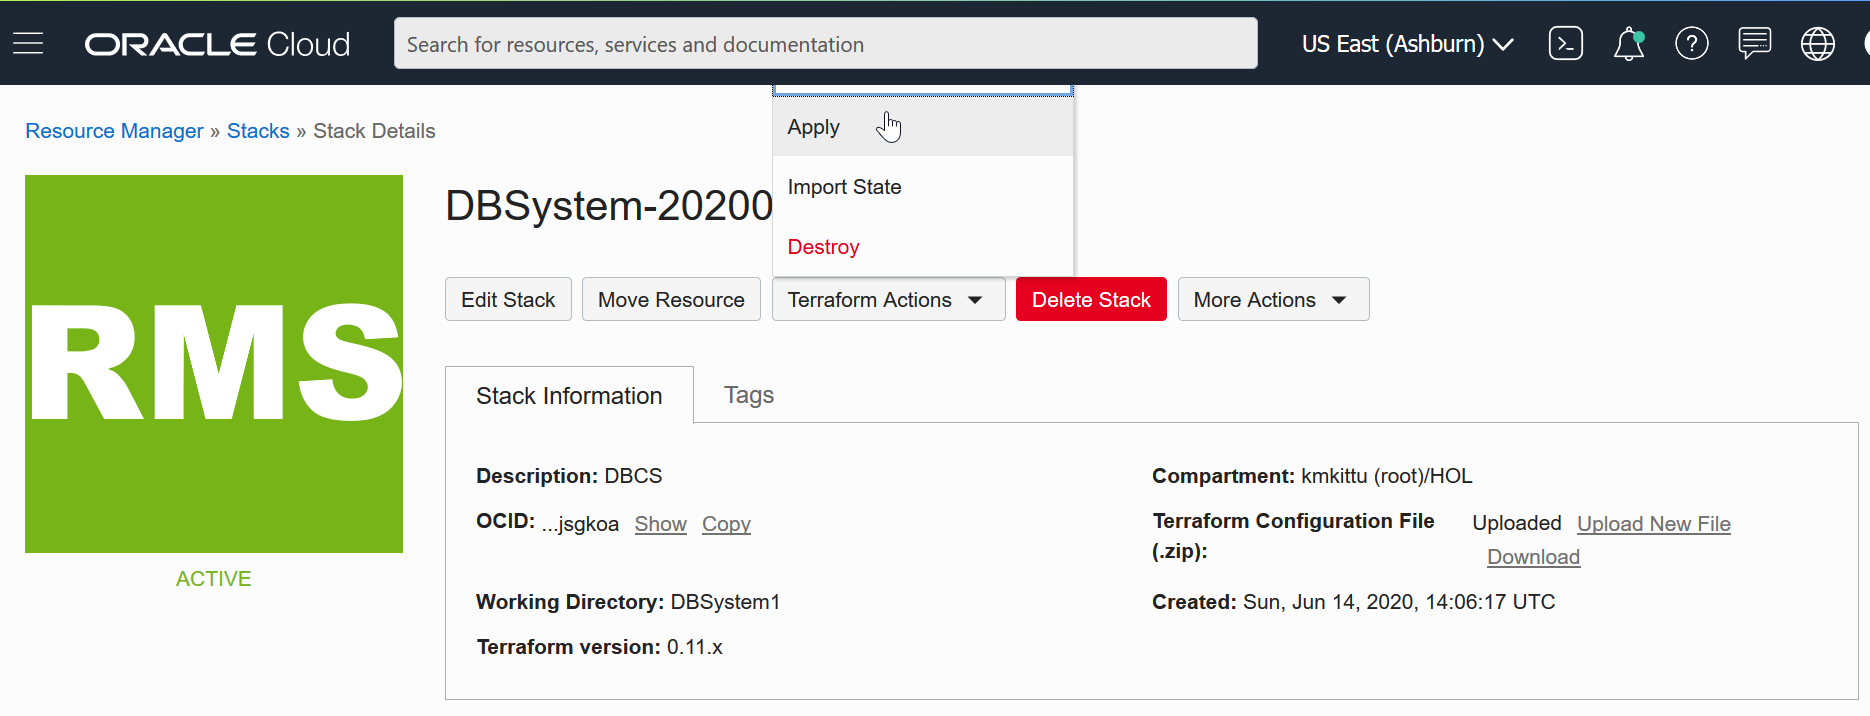 ORACLE Cloud
Search for resources, services and documentation
US East (Ashburn)
Resource Manager » Stacks » Stack Details
Apply
Import State
Destroy
RMS
ACTIVE
DBSystem-20200
Edit Stack
Move Resource
Terraform Actions
Delete Stack
More Actions
Stack Information
Tags
Description: DBCS
OCID: ...jsgkoa Show Copy
Working Directory: DBSystem1
Terraform version: 0.11.x
Compartment: kmkittu (root)/HOL
Terraform Configuration File
(.zip):
Uploaded Upload New File
Download
Created: Sun, Jun 14, 2020, 14:06:17 UTC